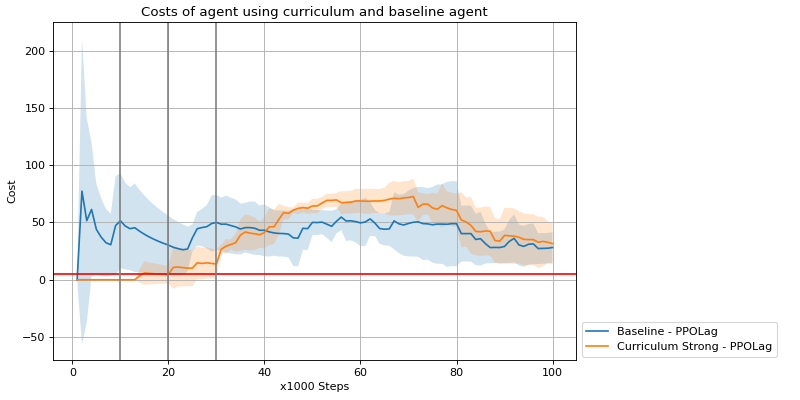 Costs of agent using curriculum and baseline agent
Cost
200
150
100
50
0
−50
0 20 40 60 80 100
x1000 Steps
Baseline - PPOLag
Curriculum Strong - PPOLag